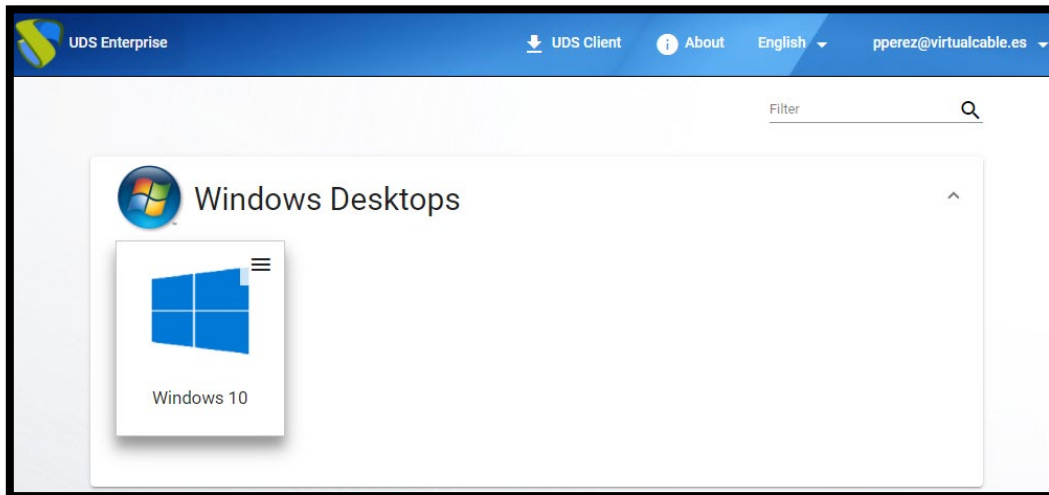 UDS Enterprise UDS Client About English pperez@virtualcable.es
Filter
Windows Desktops
Windows 10